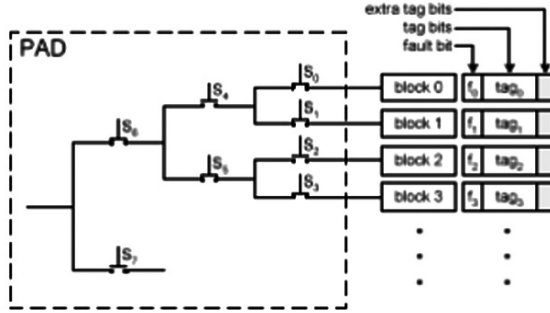 extra tag bits
tag bits
fault bit
PAD
S0
block 0 f0 tag0
S4
S1
block 1 f1 tag1
S6
S2
block 2 f2 tag2
S5
S3
block 3 f3 tag3
S7